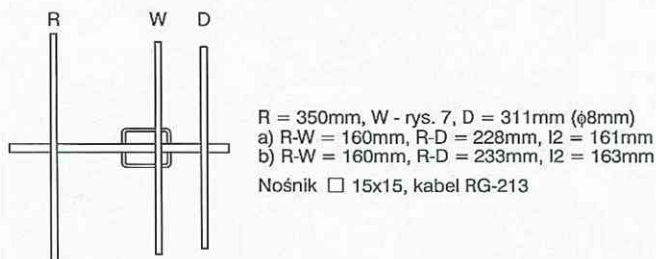 R W D
R = 350mm, W - rys. 7, D = 311mm (ϕ8mm)
a) R-W = 160mm, R-D = 228mm, l2 = 161mm
b) R-W = 160mm, R-D = 233mm, l2 = 163mm
Nośnik □ 15x15, kabel RG-213